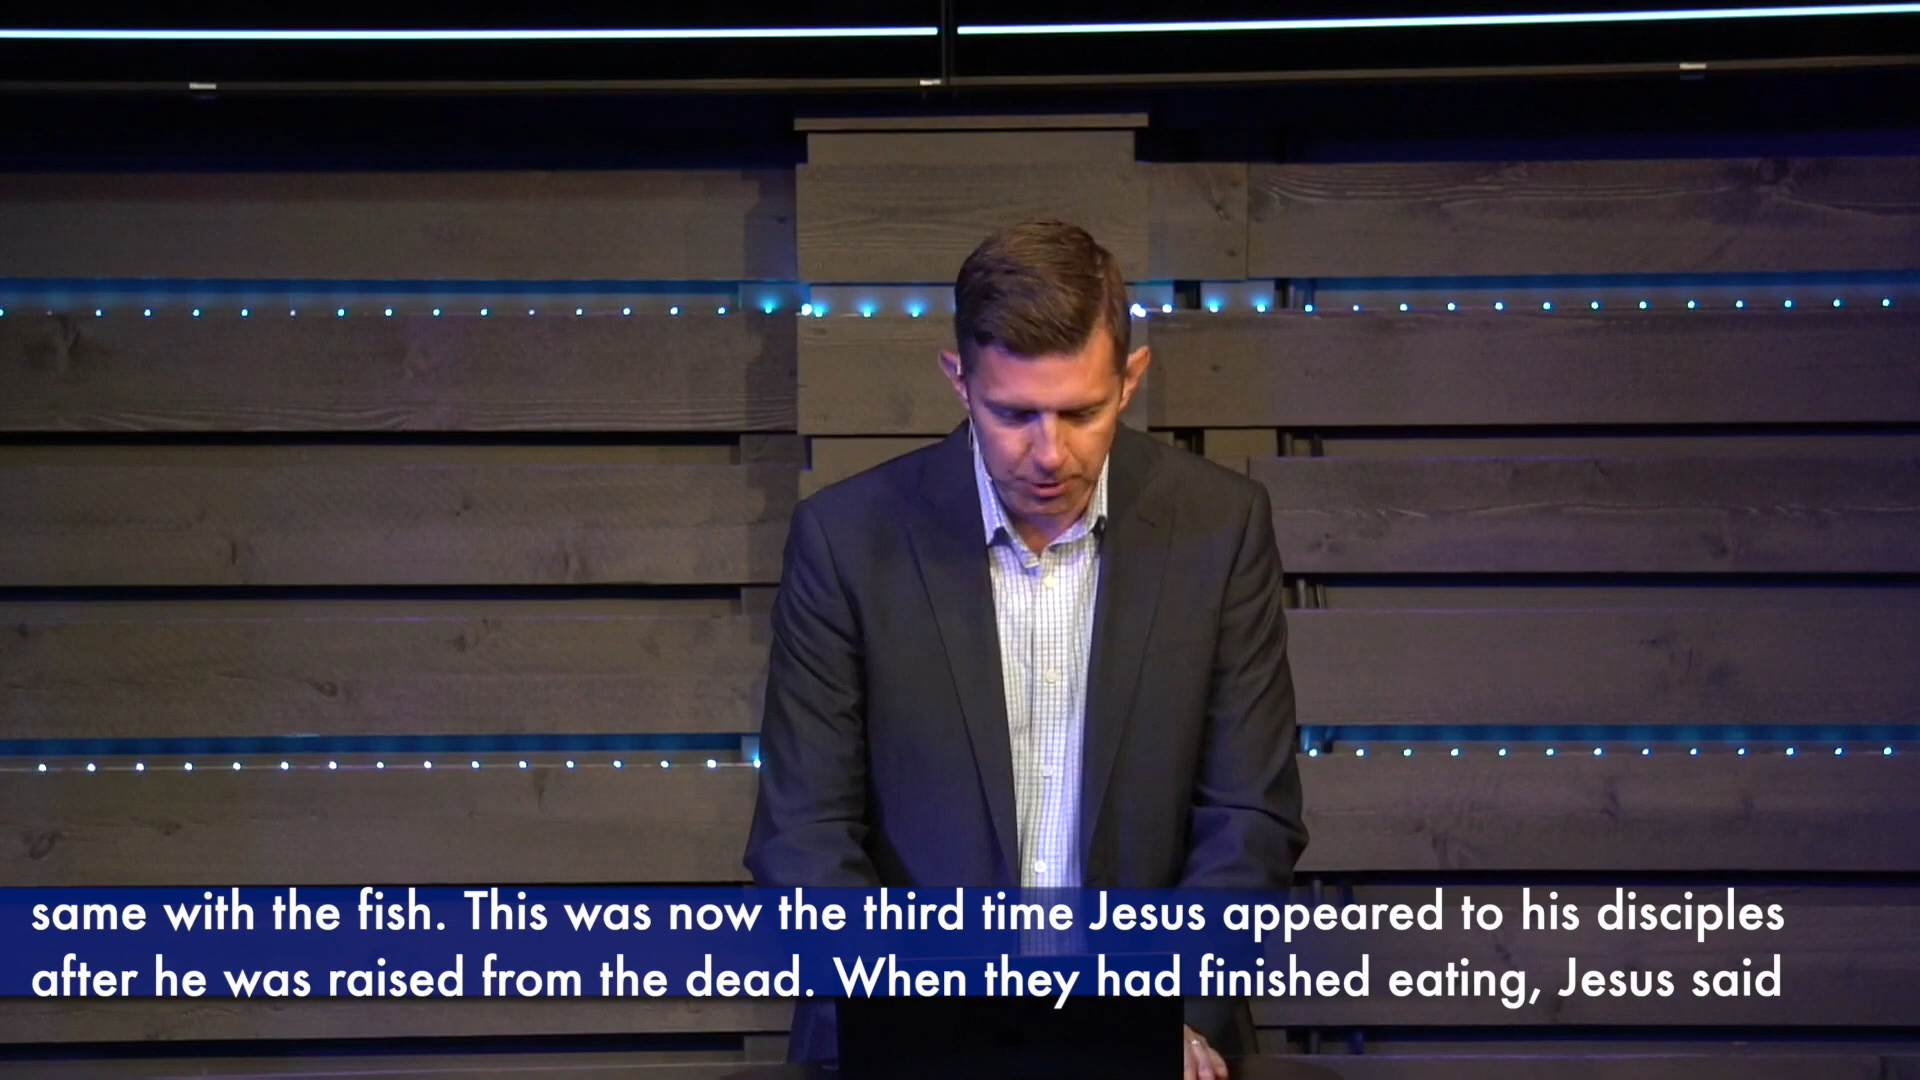 same with the fish. This was now the third time Jesus appeared to his disciples
after he was raised from the dead. When they had finished eating, Jesus said